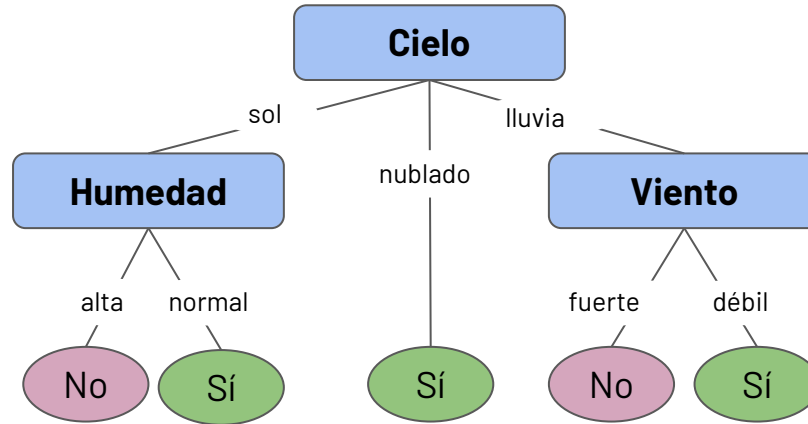 Cielo
sol
lluvia
nublado
Humedad
Viento
alta
normal
fuerte
débil
No
Sí
Sí
No
Sí